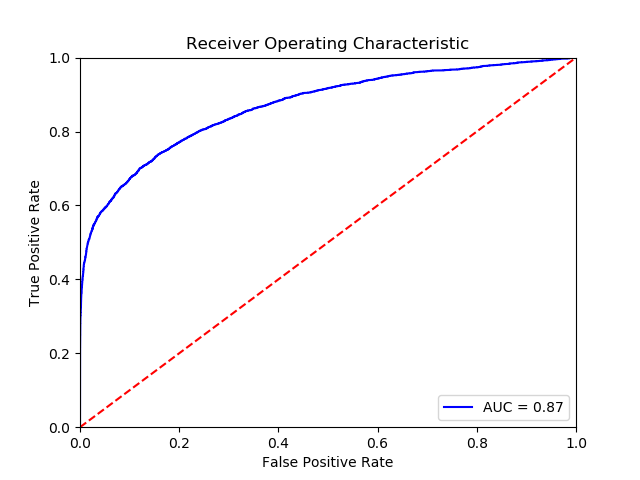 Receiver Operating Characteristic
1.0
0.8
0.6
0.4
0.2
0.0
True Positive Rate
AUC = 0.87
0.0 0.2 0.4 0.6 0.8 1.0
False Positive Rate